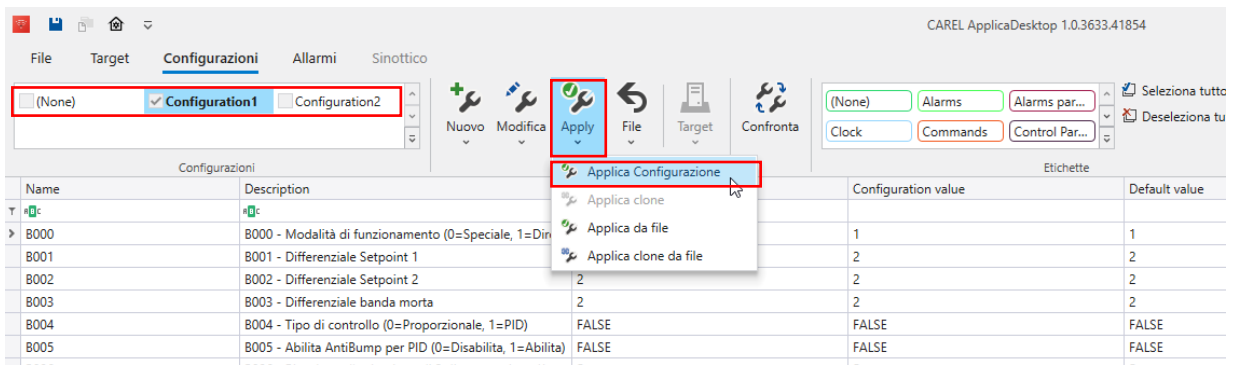 CAREL ApplicaDesktop 1.0.3633.41854
File Target Configurazioni Allarmi Sinottico
(None) Configuration1 Configuration2
Nuovo Modifica Apply File Target Confronta
(None) Alarms Alarms par...
Clock Commands Control Par...
Seleziona tutto
Deseleziona tu
Configurazioni Etichette
Applica Configurazione
Applica clone
Applica da file
Applica clone da file
Name Description Configuration value Default value
B000 B000 - Modalità di funzionamento (0=Speciale, 1=Dir 1 1
B001 B001 - Differenziale Setpoint 1 2 2
B002 B002 - Differenziale Setpoint 2 2 2 2
B003 B003 - Differenziale banda morta 2 2 2
B004 B004 - Tipo di controllo (0=Proporzionale, 1=PID) FALSE FALSE FALSE
B005 B005 - Abilita AntiBump per PID (0=Disabilita, 1=Abilita) FALSE FALSE FALSE